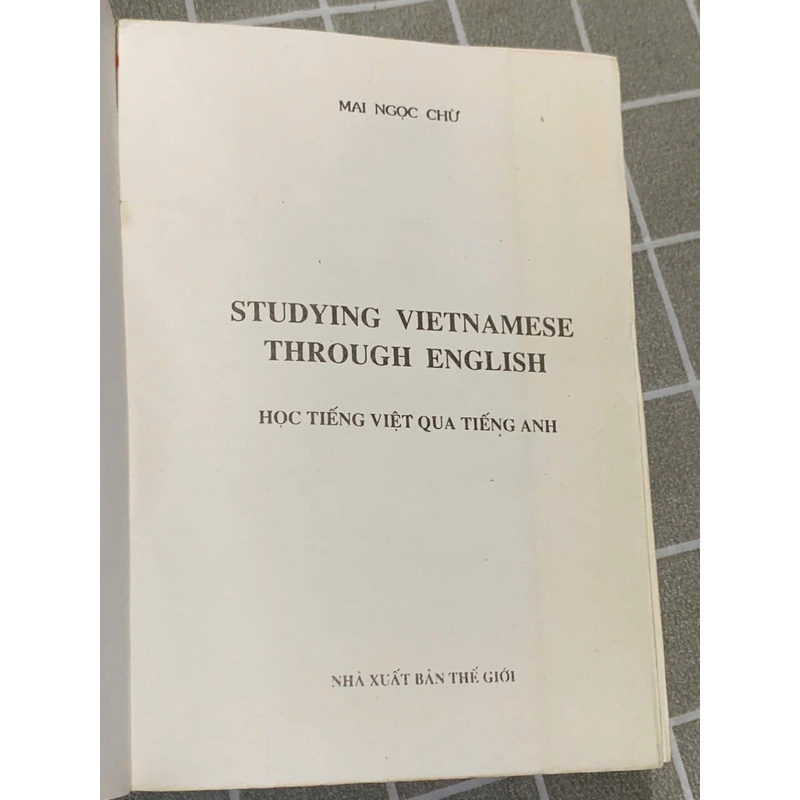 MAI NGỌC CHỪ
STUDYING VIETNAMESE
THROUGH ENGLISH
HỌC TIẾNG VIỆT QUA TIẾNG ANH
NHÀ XUẤT BẢN THẾ GIỚI